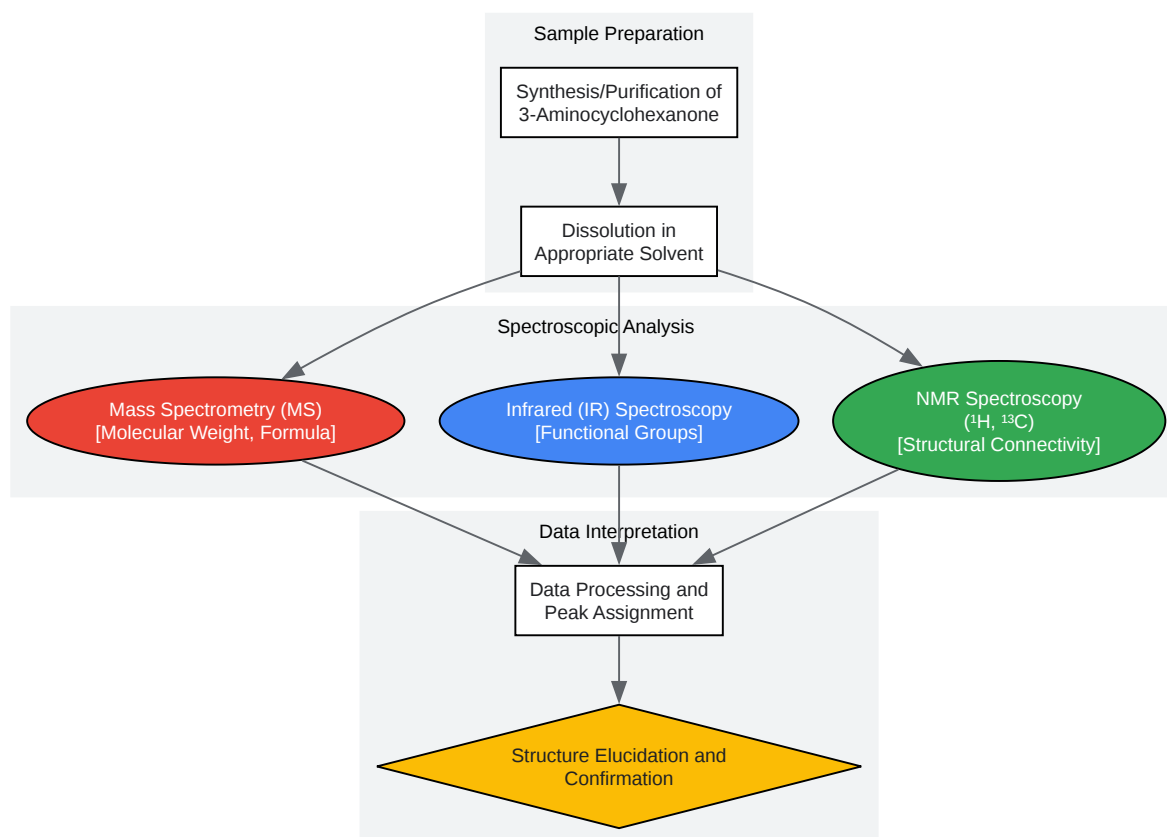 Sample Preparation
Synthesis/Purification of
3-Aminocyclohexanone
Dissolution in
Appropriate Solvent
Spectroscopic Analysis
Mass Spectrometry (MS)
[Molecular Weight, Formula]
Infrared (IR) Spectroscopy
[Functional Groups]
NMR Spectroscopy
(¹H, ¹³C)
[Structural Connectivity]
Data Interpretation
Data Processing and
Peak Assignment
Structure Elucidation and
Confirmation